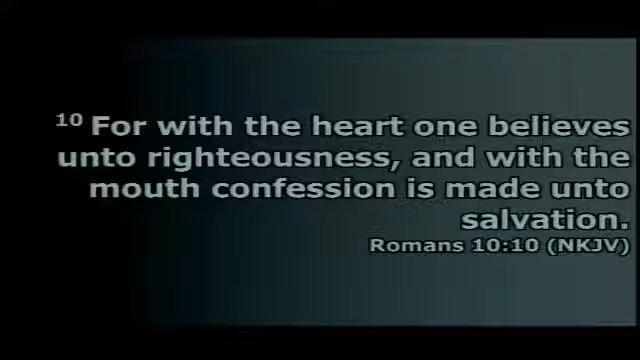 10 For with the heart one believes
unto righteousness, and with the
mouth confession is made unto
salvation.
Romans 10:10 (NKJV)